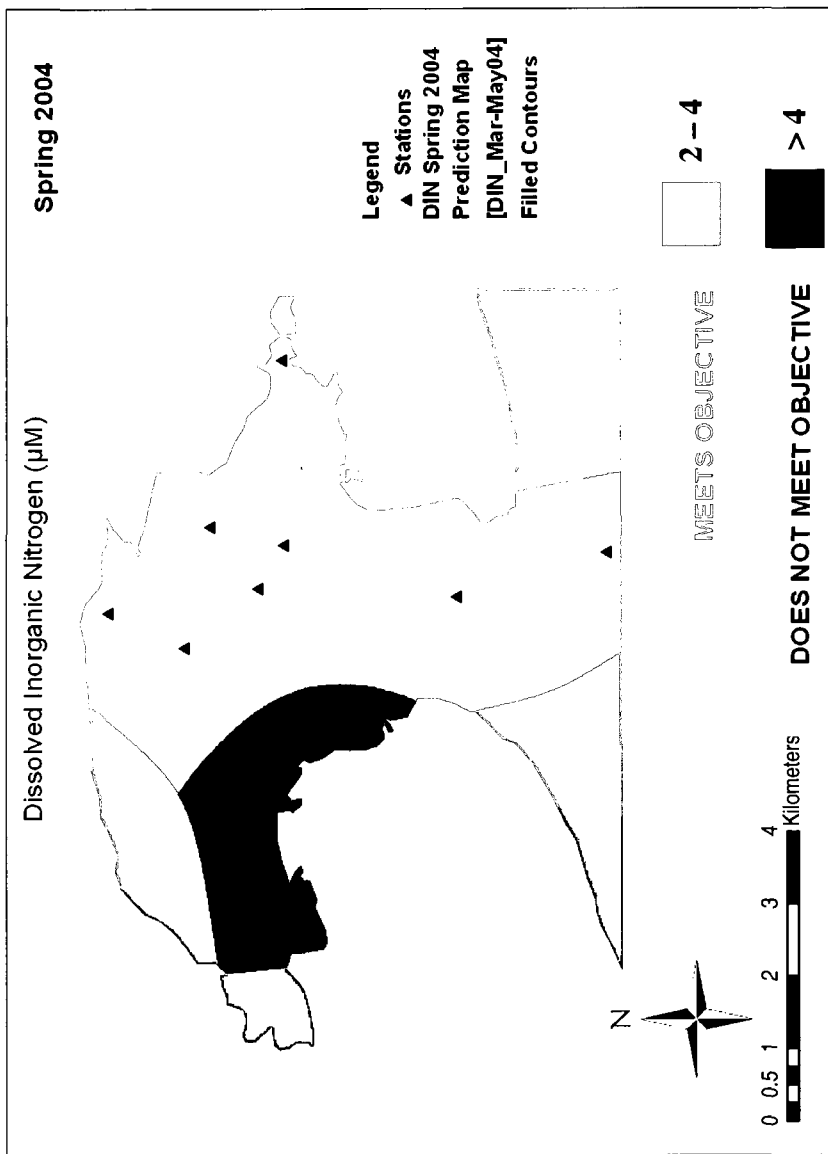 Dissolved Inorganic Nitrogen (µM)
Spring 2004
Legend
Stations
DIN Spring 2004
Prediction Map
[DIN_Mar-May04]
Filled Contours
N
MEETS OBJECTIVE
2 – 4
DOES NOT MEET OBJECTIVE
> 4
0 0.5 1 2 3 4
Kilometers